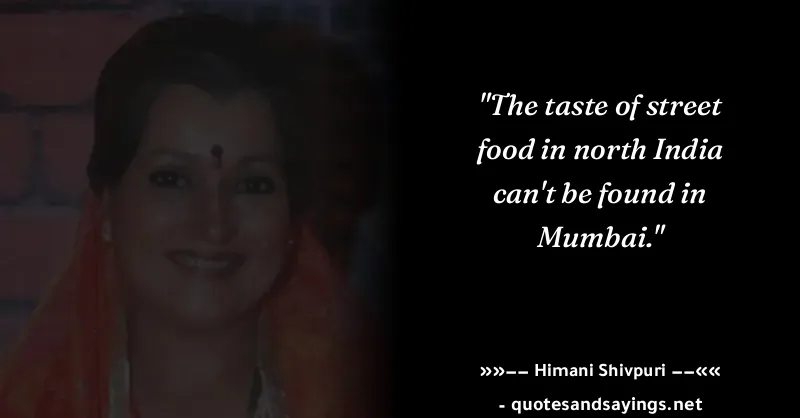 "The taste of street
food in north India
can't be found in
Mumbai."
»»−− Himani Shivpuri −−««
- quotesandsayings.net